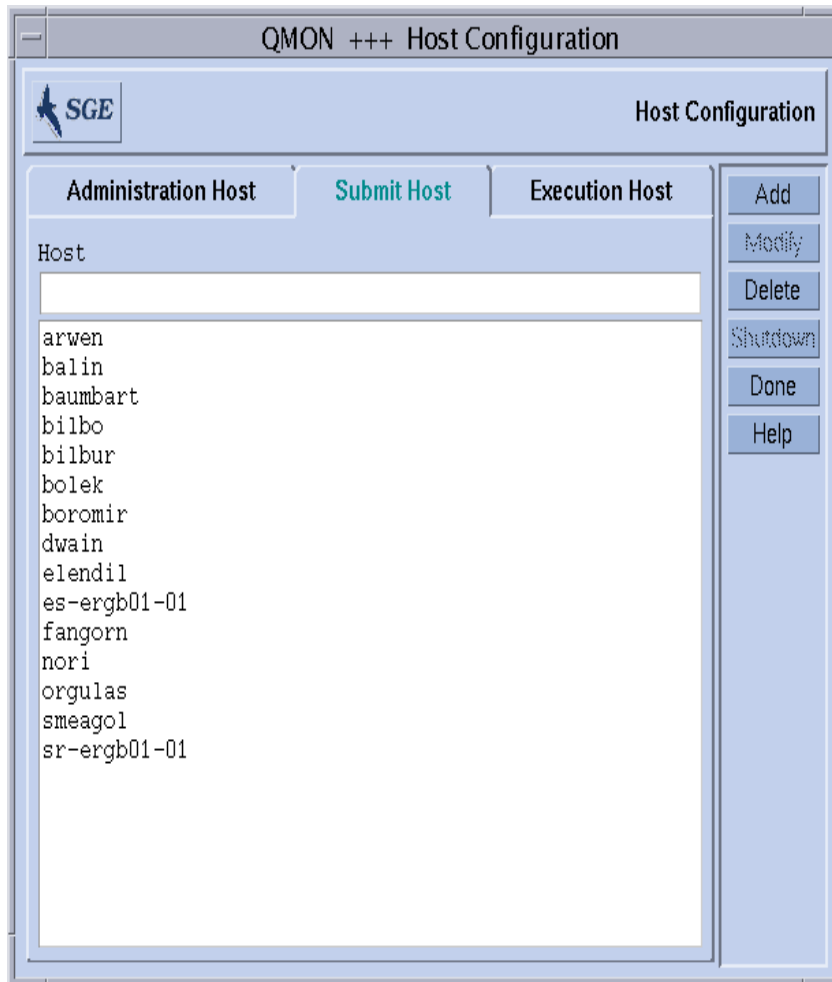 QMON +++ Host Configuration
SGE
Host Configuration
Administration Host
Submit Host
Execution Host
Host
arwen
balin
baumbart
bilbo
bilbur
bolek
boromir
dwain
elendil
es-ergb01-01
fangorn
nori
orgulas
smeagol
sr-ergb01-01
Add
Modify
Delete
Shutdown
Done
Help